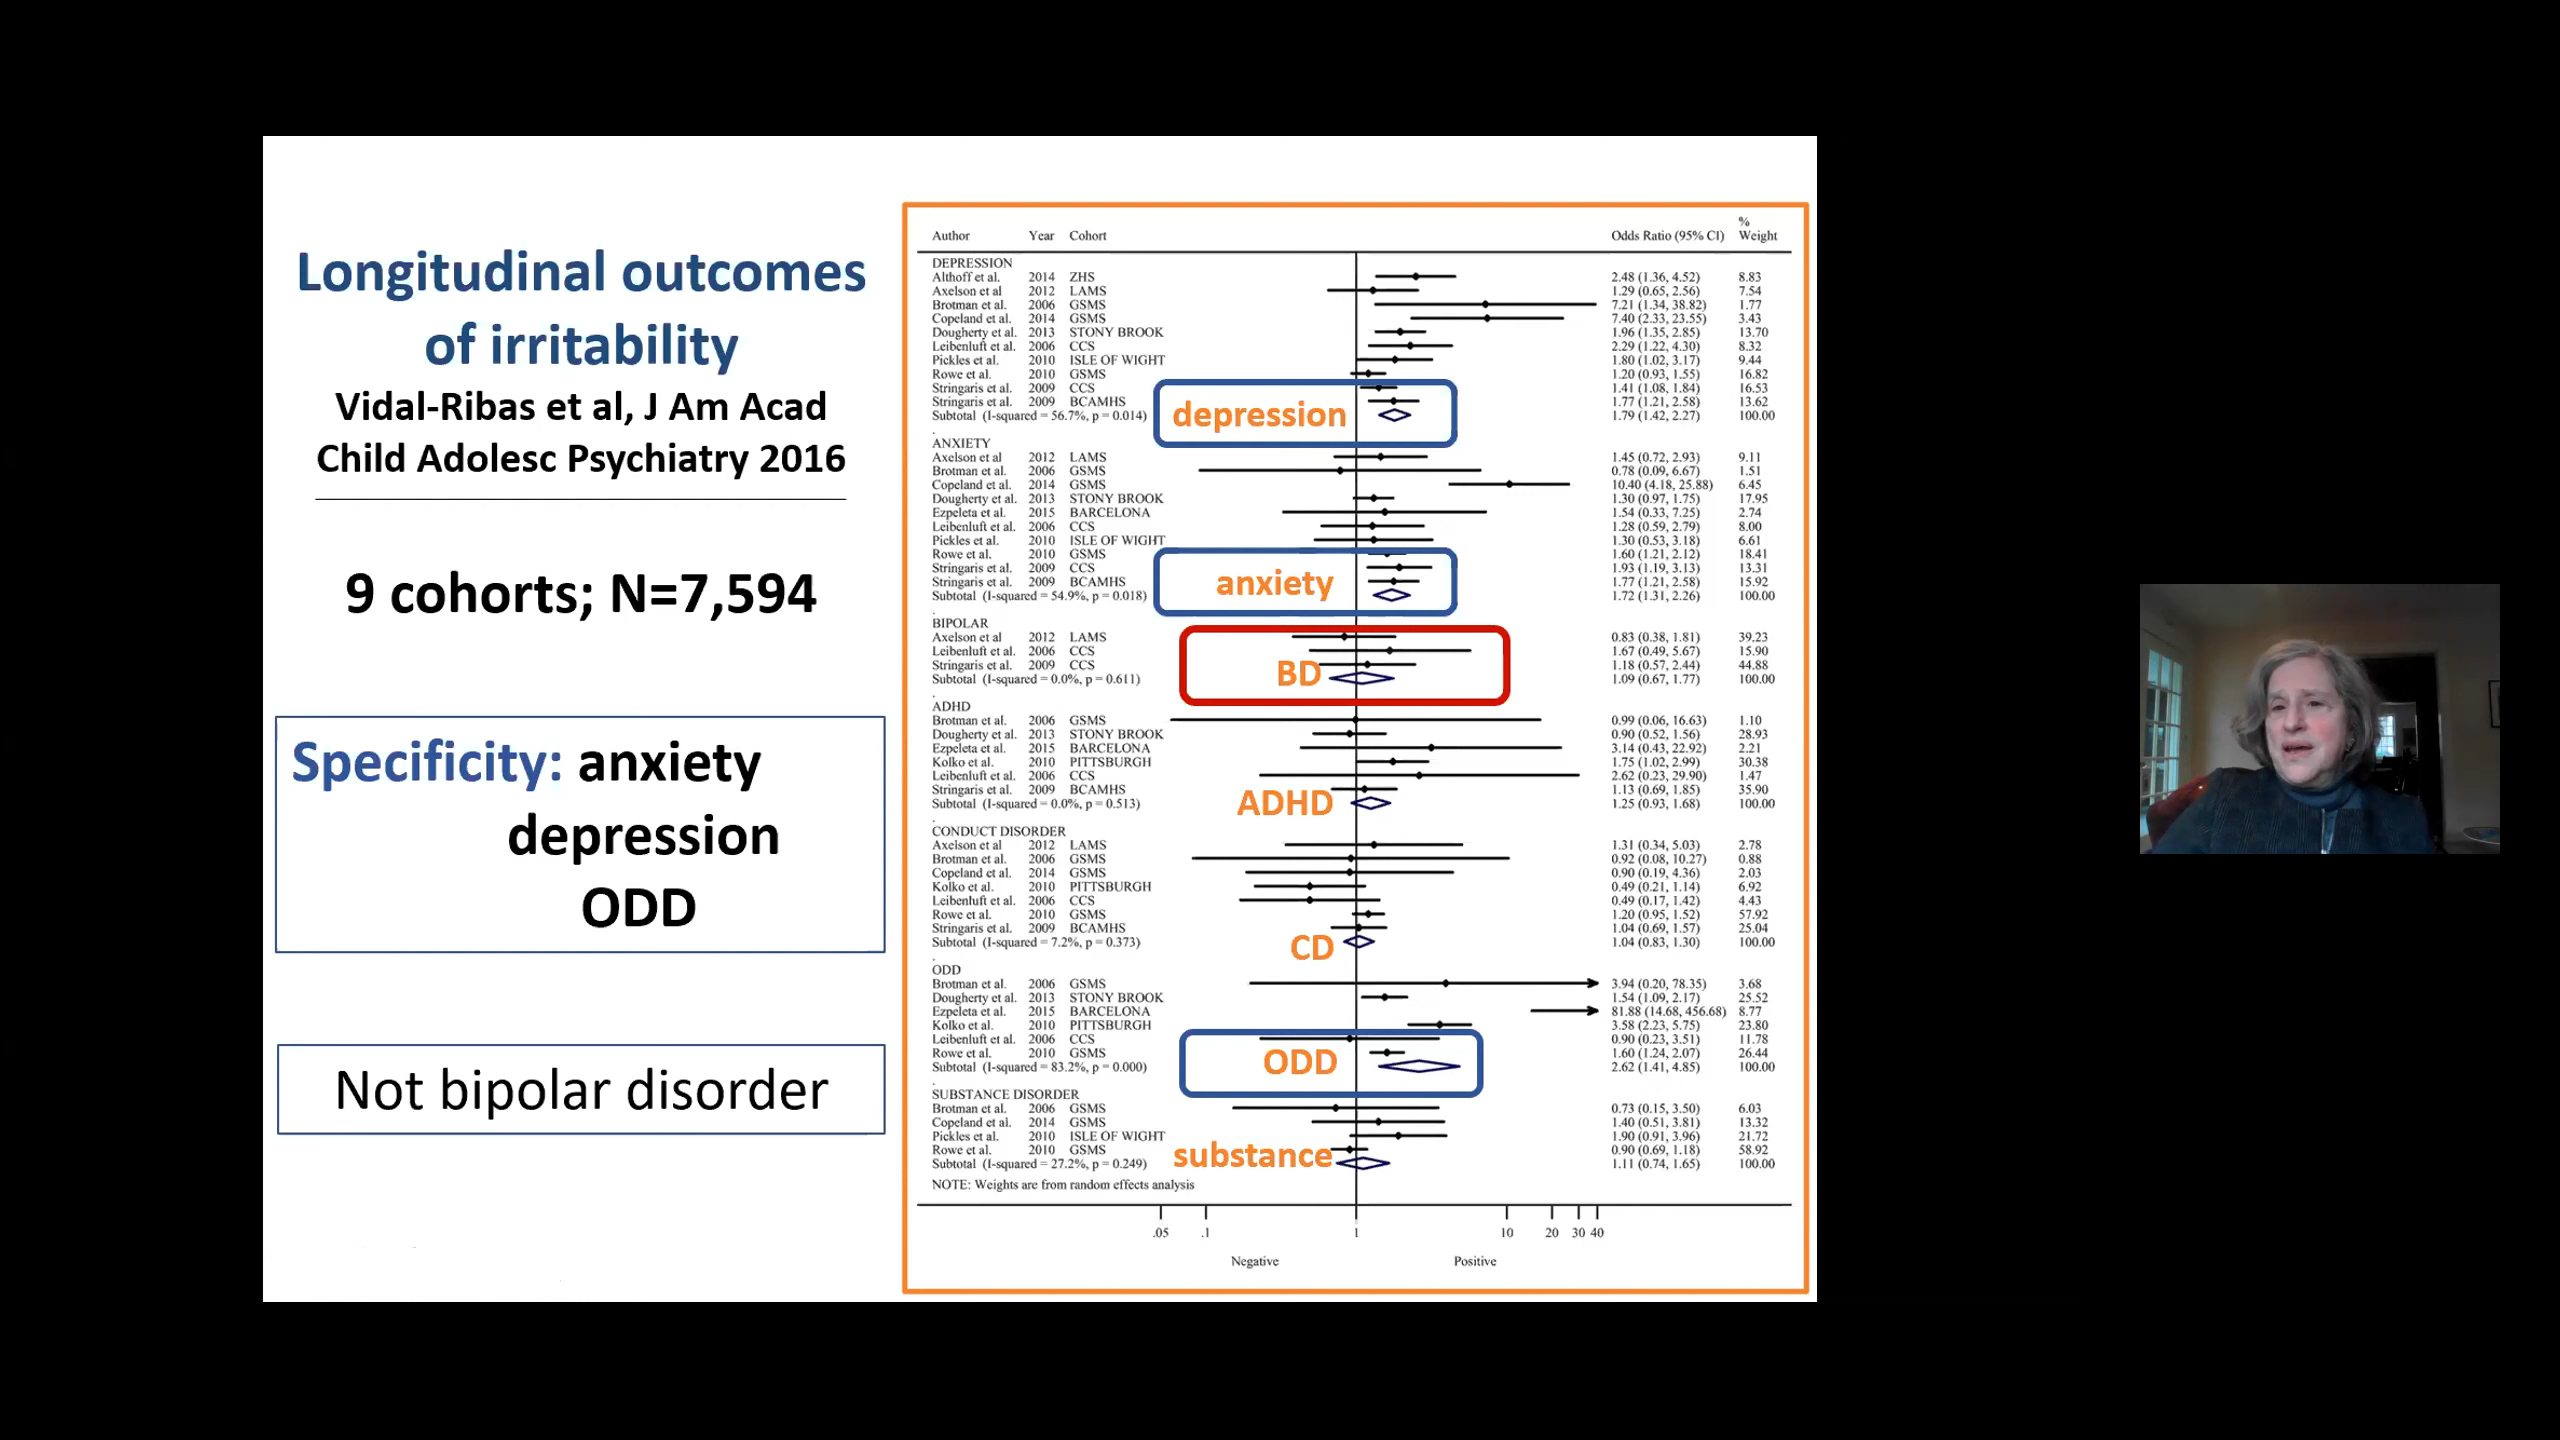 Longitudinal outcomes
of irritability
Vidal-Ribas et al, J Am Acad
Child Adolesc Psychiatry 2016
9 cohorts; N=7,594
Specificity: anxiety
depression
ODD
Not bipolar disorder
%
Author Year Cohort Odds Ratio (95% CI) Weight
DEPRESSION
Althoff et al. 2014 ZHS 2.48 (1.36, 4.52) 8.83
Axelson et al 2012 LAMS 1.29 (0.65, 2.56) 7.54
Brotman et al. 2006 GSMS 7.21 (1.34, 38.82) 1.77
Copeland et al. 2014 GSMS 7.40 (2.33, 23.55) 3.43
Dougherty et al. 2013 STONY BROOK 1.96 (1.35, 2.85) 13.70
Leibenluft et al. 2006 CCS 2.29 (1.22, 4.30) 8.32
Pickles et al. 2010 ISLE OF WIGHT 1.80 (1.02, 3.17) 9.44
Rowe et al. 2010 GSMS 1.20 (0.93, 1.55) 16.82
Stringaris et al. 2009 CCS 1.41 (1.08, 1.84) 16.53
Stringaris et al. 2009 BCAMHS 1.77 (1.21, 2.58) 13.62
Subtotal (I-squared = 56.7%, p = 0.014) depression 1.79 (1.42, 2.27) 100.00
.
ANXIETY
Axelson et al 2012 LAMS 1.45 (0.72, 2.93) 9.11
Brotman et al. 2006 GSMS 0.78 (0.09, 6.67) 1.51
Copeland et al. 2014 GSMS 10.40 (4.18, 25.88) 6.45
Dougherty et al. 2013 STONY BROOK 1.30 (0.97, 1.75) 17.95
Ezpeleta et al. 2015 BARCELONA 1.54 (0.33, 7.25) 2.74
Leibenluft et al. 2006 CCS 1.28 (0.59, 2.79) 8.00
Pickles et al. 2010 ISLE OF WIGHT 1.30 (0.53, 3.18) 6.61
Rowe et al. 2010 GSMS 1.60 (1.21, 2.12) 18.41
Stringaris et al. 2009 CCS 1.93 (1.19, 3.13) 13.31
Stringaris et al. 2009 BCAMHS anxiety 1.77 (1.21, 2.58) 15.92
Subtotal (I-squared = 54.9%, p = 0.018) 1.72 (1.31, 2.26) 100.00
.
BIPOLAR
Axelson et al 2012 LAMS 0.83 (0.38, 1.81) 39.23
Leibenluft et al. 2006 CCS 1.67 (0.49, 5.67) 15.90
Stringaris et al. 2009 CCS BD 1.18 (0.57, 2.44) 44.88
Subtotal (I-squared = 0.0%, p = 0.611) 1.09 (0.67, 1.77) 100.00
.
ADHD
Brotman et al. 2006 GSMS 0.99 (0.06, 16.63) 1.10
Dougherty et al. 2013 STONY BROOK 0.90 (0.52, 1.56) 28.93
Ezpeleta et al. 2015 BARCELONA 3.14 (0.43, 22.92) 2.21
Kolko et al. 2010 PITTSBURGH 1.75 (1.02, 2.99) 30.38
Leibenluft et al. 2006 CCS 2.62 (0.23, 29.90) 1.47
Stringaris et al. 2009 BCAMHS 1.13 (0.69, 1.85) 35.90
Subtotal (I-squared = 0.0%, p = 0.513) ADHD 1.25 (0.93, 1.68) 100.00
.
CONDUCT DISORDER
Axelson et al 2012 LAMS 1.31 (0.34, 5.03) 2.78
Brotman et al. 2006 GSMS 0.92 (0.08, 10.27) 0.88
Copeland et al. 2014 GSMS 0.90 (0.19, 4.36) 2.03
Kolko et al. 2010 PITTSBURGH 0.49 (0.21, 1.14) 6.92
Leibenluft et al. 2006 CCS 0.49 (0.17, 1.42) 4.43
Rowe et al. 2010 GSMS 1.20 (0.95, 1.52) 57.92
Stringaris et al. 2009 BCAMHS 1.04 (0.69, 1.57) 25.04
Subtotal (I-squared = 7.2%, p = 0.373) CD 1.04 (0.83, 1.30) 100.00
.
ODD
Brotman et al. 2006 GSMS 3.94 (0.20, 78.35) 3.68
Dougherty et al. 2013 STONY BROOK 1.54 (1.09, 2.17) 25.52
Ezpeleta et al. 2015 BARCELONA 81.88 (14.68, 456.68) 8.77
Kolko et al. 2010 PITTSBURGH 3.58 (2.23, 5.75) 23.80
Leibenluft et al. 2006 CCS 0.90 (0.23, 3.51) 11.78
Rowe et al. 2010 GSMS 1.60 (1.24, 2.07) 26.44
Subtotal (I-squared = 83.2%, p = 0.000) ODD 2.62 (1.41, 4.85) 100.00
.
SUBSTANCE DISORDER
Brotman et al. 2006 GSMS 0.73 (0.15, 3.50) 6.03
Copeland et al. 2014 GSMS 1.40 (0.51, 3.81) 13.32
Pickles et al. 2010 ISLE OF WIGHT 1.90 (0.91, 3.96) 21.72
Rowe et al. 2010 GSMS substance 0.90 (0.69, 1.18) 58.92
Subtotal (I-squared = 27.2%, p = 0.249) 1.11 (0.74, 1.65) 100.00
NOTE: Weights are from random effects analysis
.05 .1 1 10 20 30 40
Negative Positive